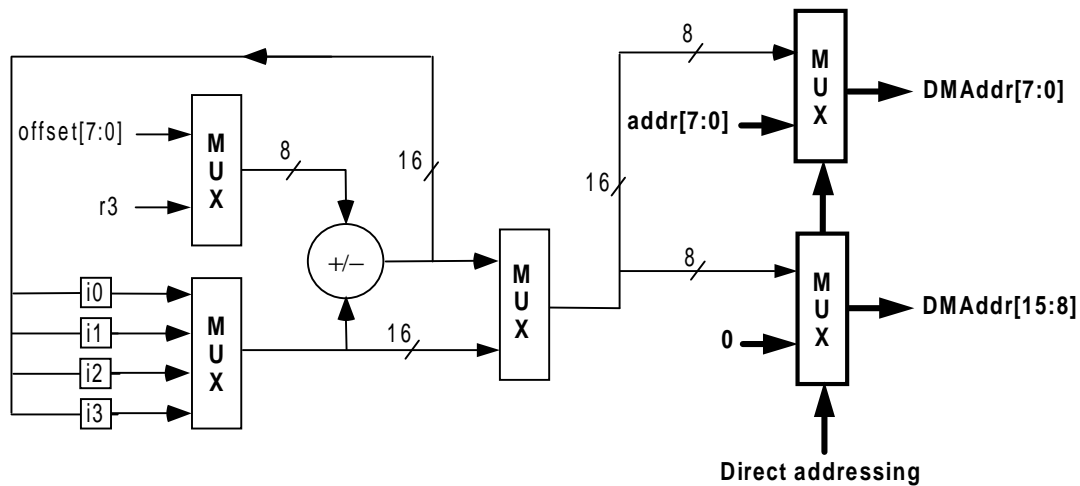 8
M
U
X
DMAddr[7:0]
addr[7:0]
offset[7:0]
M
U
X
8
16
r3
16
+/−
8
M
U
X
M
U
X
DMAddr[15:8]
i0
i1
i2
i3
M
U
X
16
0
Direct addressing